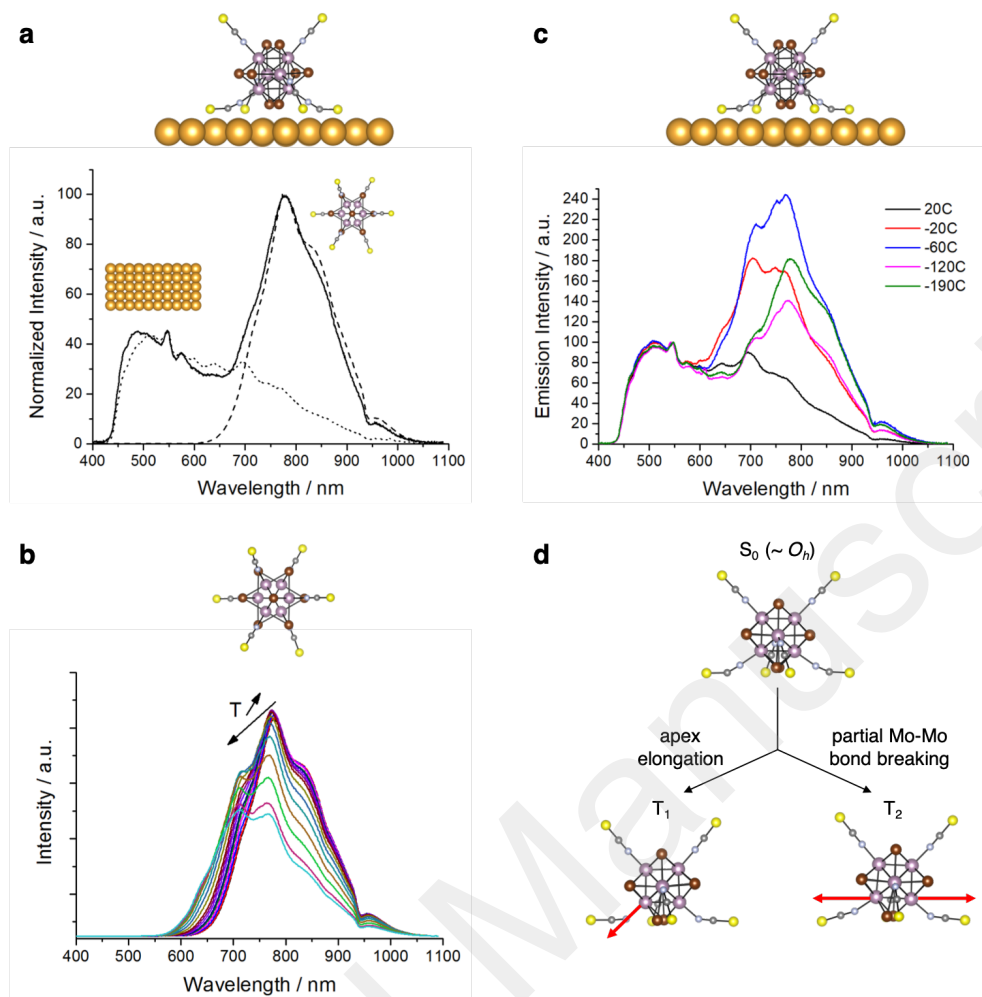 a
100
80
60
40
20
0
Normalized Intensity / a.u.
400 500 600 700 800 900 1000 1100
Wavelength / nm
c
240
220
200
180
160
140
120
100
80
60
40
20
0
Emission Intensity / a.u.
20C
-20C
-60C
-120C
-190C
400 500 600 700 800 900 1000 1100
Wavelength / nm
b
T
Intensity / a.u.
400 500 600 700 800 900 1000 1100
Wavelength / nm
d
S₀ (~ Oₕ)
apex
elongation
partial Mo-Mo
bond breaking
T₁
T₂